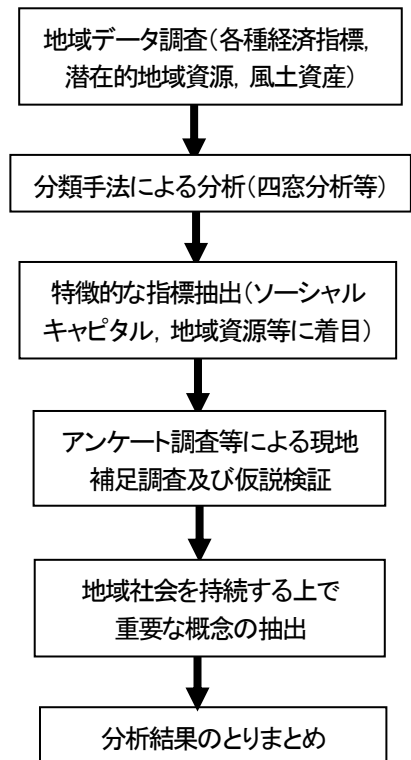 地域データ調査(各種経済指標,
潜在的地域資源, 風土資産)
分類手法による分析(四窓分析等)
特徴的な指標抽出(ソーシャル
キャピタル, 地域資源等に着目)
アンケート調査等による現地
補足調査及び仮説検証
地域社会を持続する上で
重要な概念の抽出
分析結果のとりまとめ